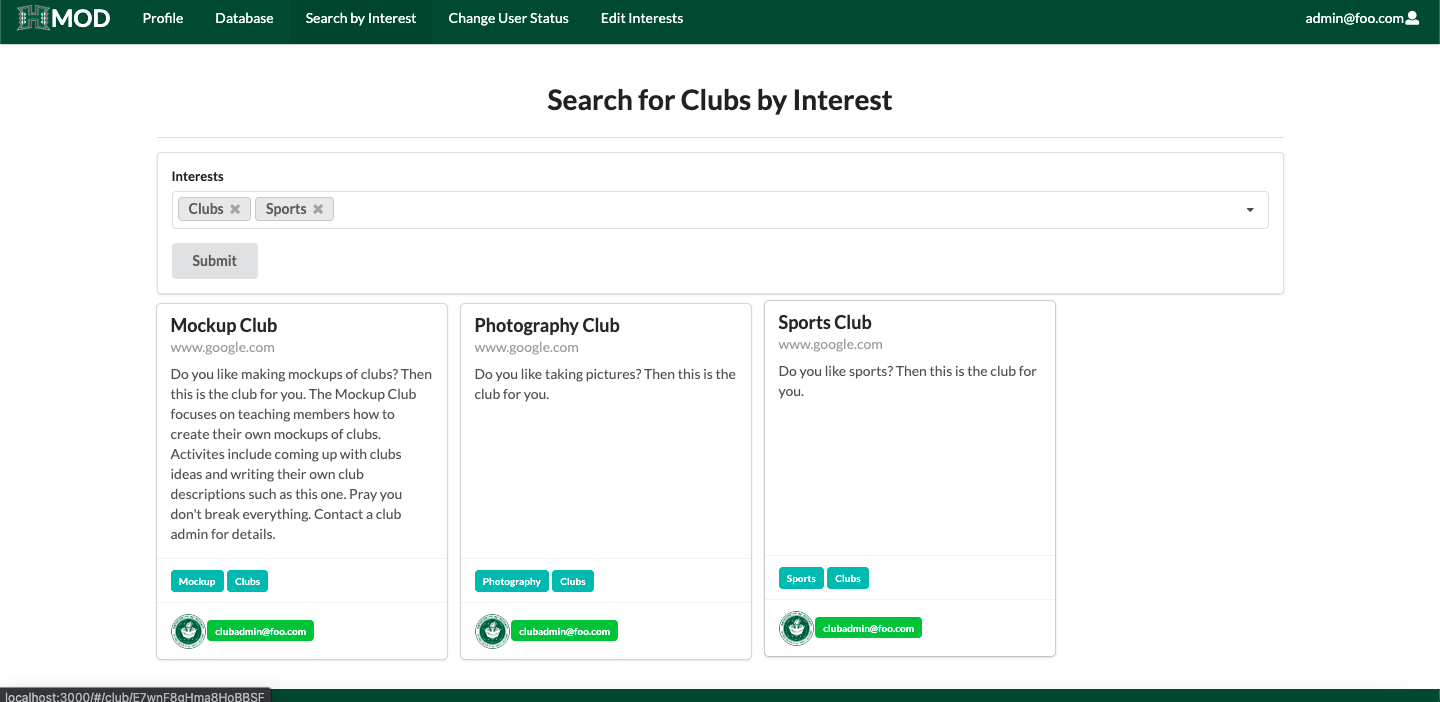 MOD Profile Database Search by Interest Change User Status Edit Interests admin@foo.com
Search for Clubs by Interest
Interests
Clubs Sports
Submit
Mockup Club
www.google.com
Do you like making mockups of clubs? Then
this is the club for you. The Mockup Club
focuses on teaching members how to
create their own mockups of clubs.
Activites include coming up with clubs
ideas and writing their own club
descriptions such as this one. Pray you
don't break everything. Contact a club
admin for details.
Mockup Clubs
clubadmin@foo.com
Photography Club
www.google.com
Do you like taking pictures? Then this is the
club for you.
Photography Clubs
clubadmin@foo.com
Sports Club
www.google.com
Do you like sports? Then this is the club for
you.
Sports Clubs
clubadmin@foo.com